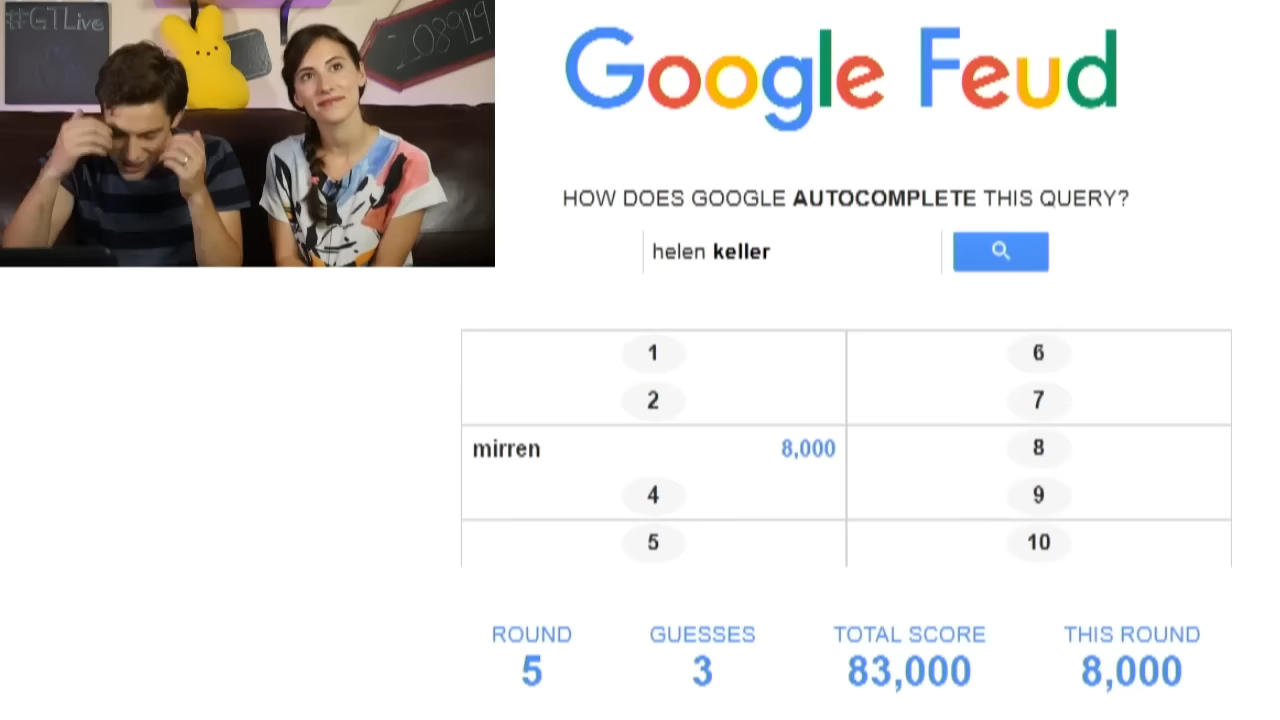 #GTLive
208919
Google Feud
HOW DOES GOOGLE AUTOCOMPLETE THIS QUERY?
helen keller
1
6
2
7
mirren 8,000
8
4
9
5
10
ROUND GUESSES TOTAL SCORE THIS ROUND
5 3 83,000 8,000